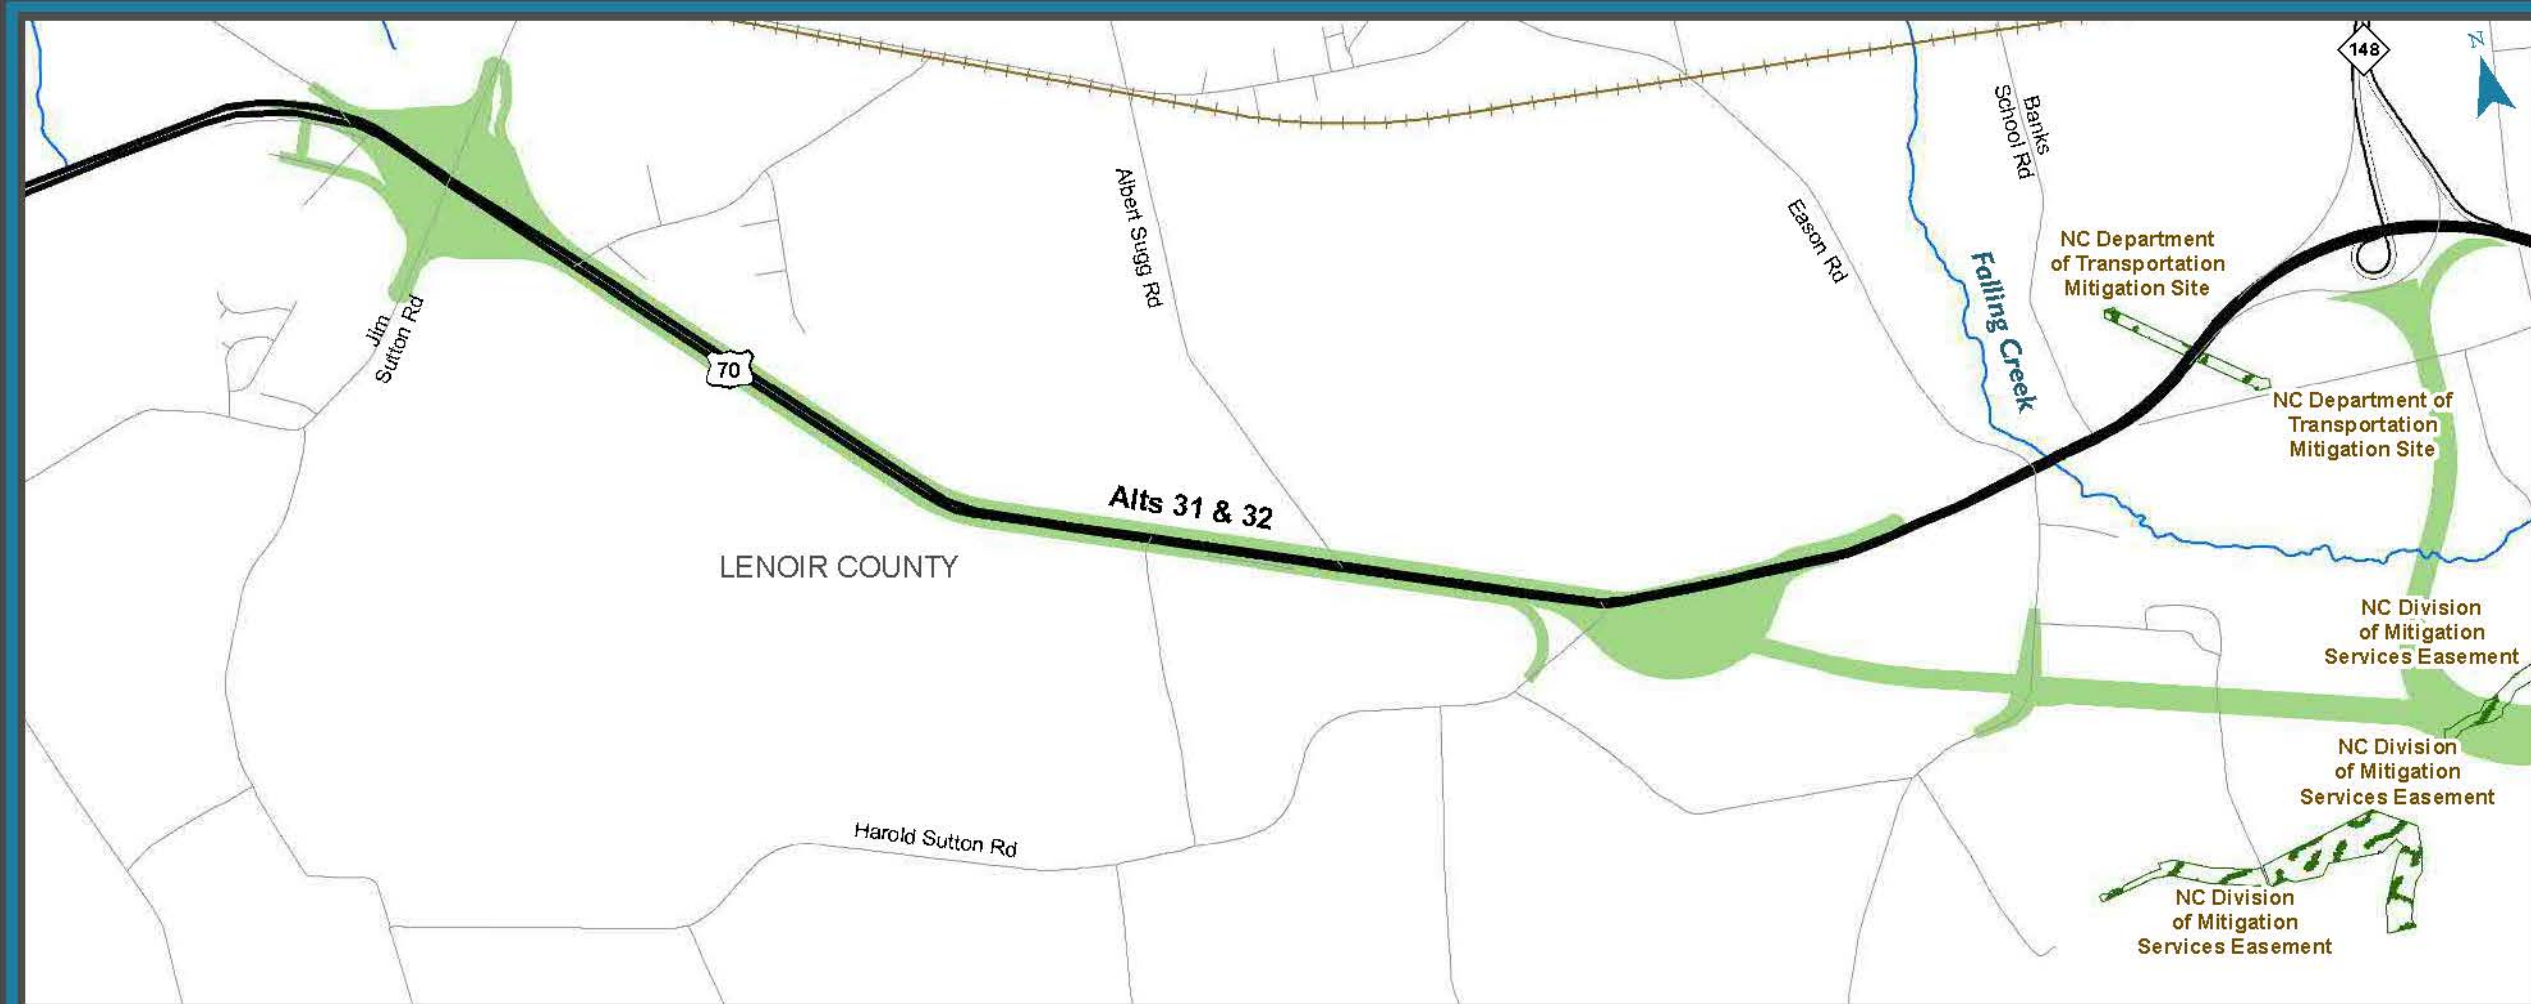 148
N
Banks
School Rd
Albert Sugg Rd
Eason Rd
NC Department
of Transportation
Mitigation Site
Falling Creek
Jim
Sutton Rd
70
NC Department of
Transportation
Mitigation Site
Alts 31 & 32
LENOIR COUNTY
NC Division
of Mitigation
Services Easement
NC Division
of Mitigation
Services Easement
Harold Sutton Rd
NC Division
of Mitigation
Services Easement